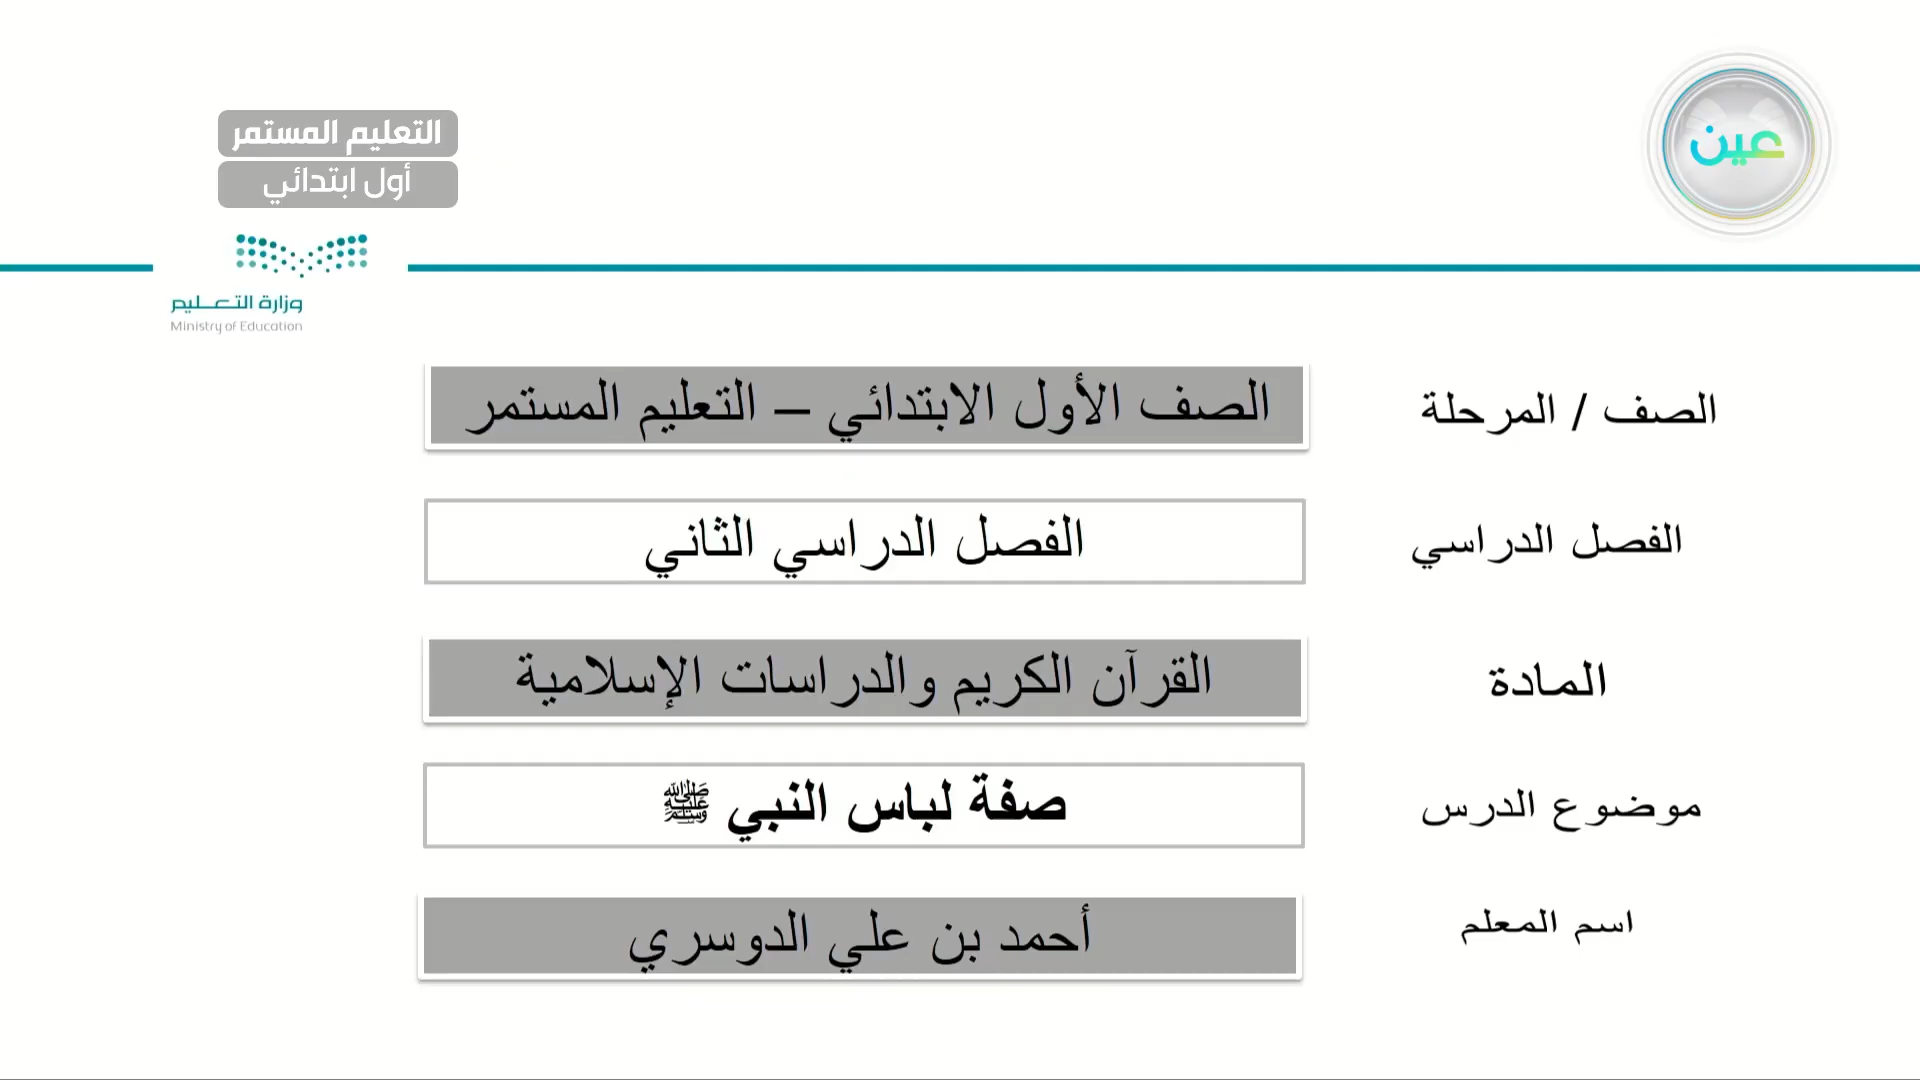 عين
التعليم المستمر
أول ابتدائي
وزارة التعليم
Ministry of Education
الصف / المرحلة
الصف الأول الابتدائي – التعليم المستمر
الفصل الدراسي
الفصل الدراسي الثاني
المادة
القرآن الكريم والدراسات الإسلامية
موضوع الدرس
صفة لباس النبي ﷺ
اسم المعلم
أحمد بن علي الدوسري